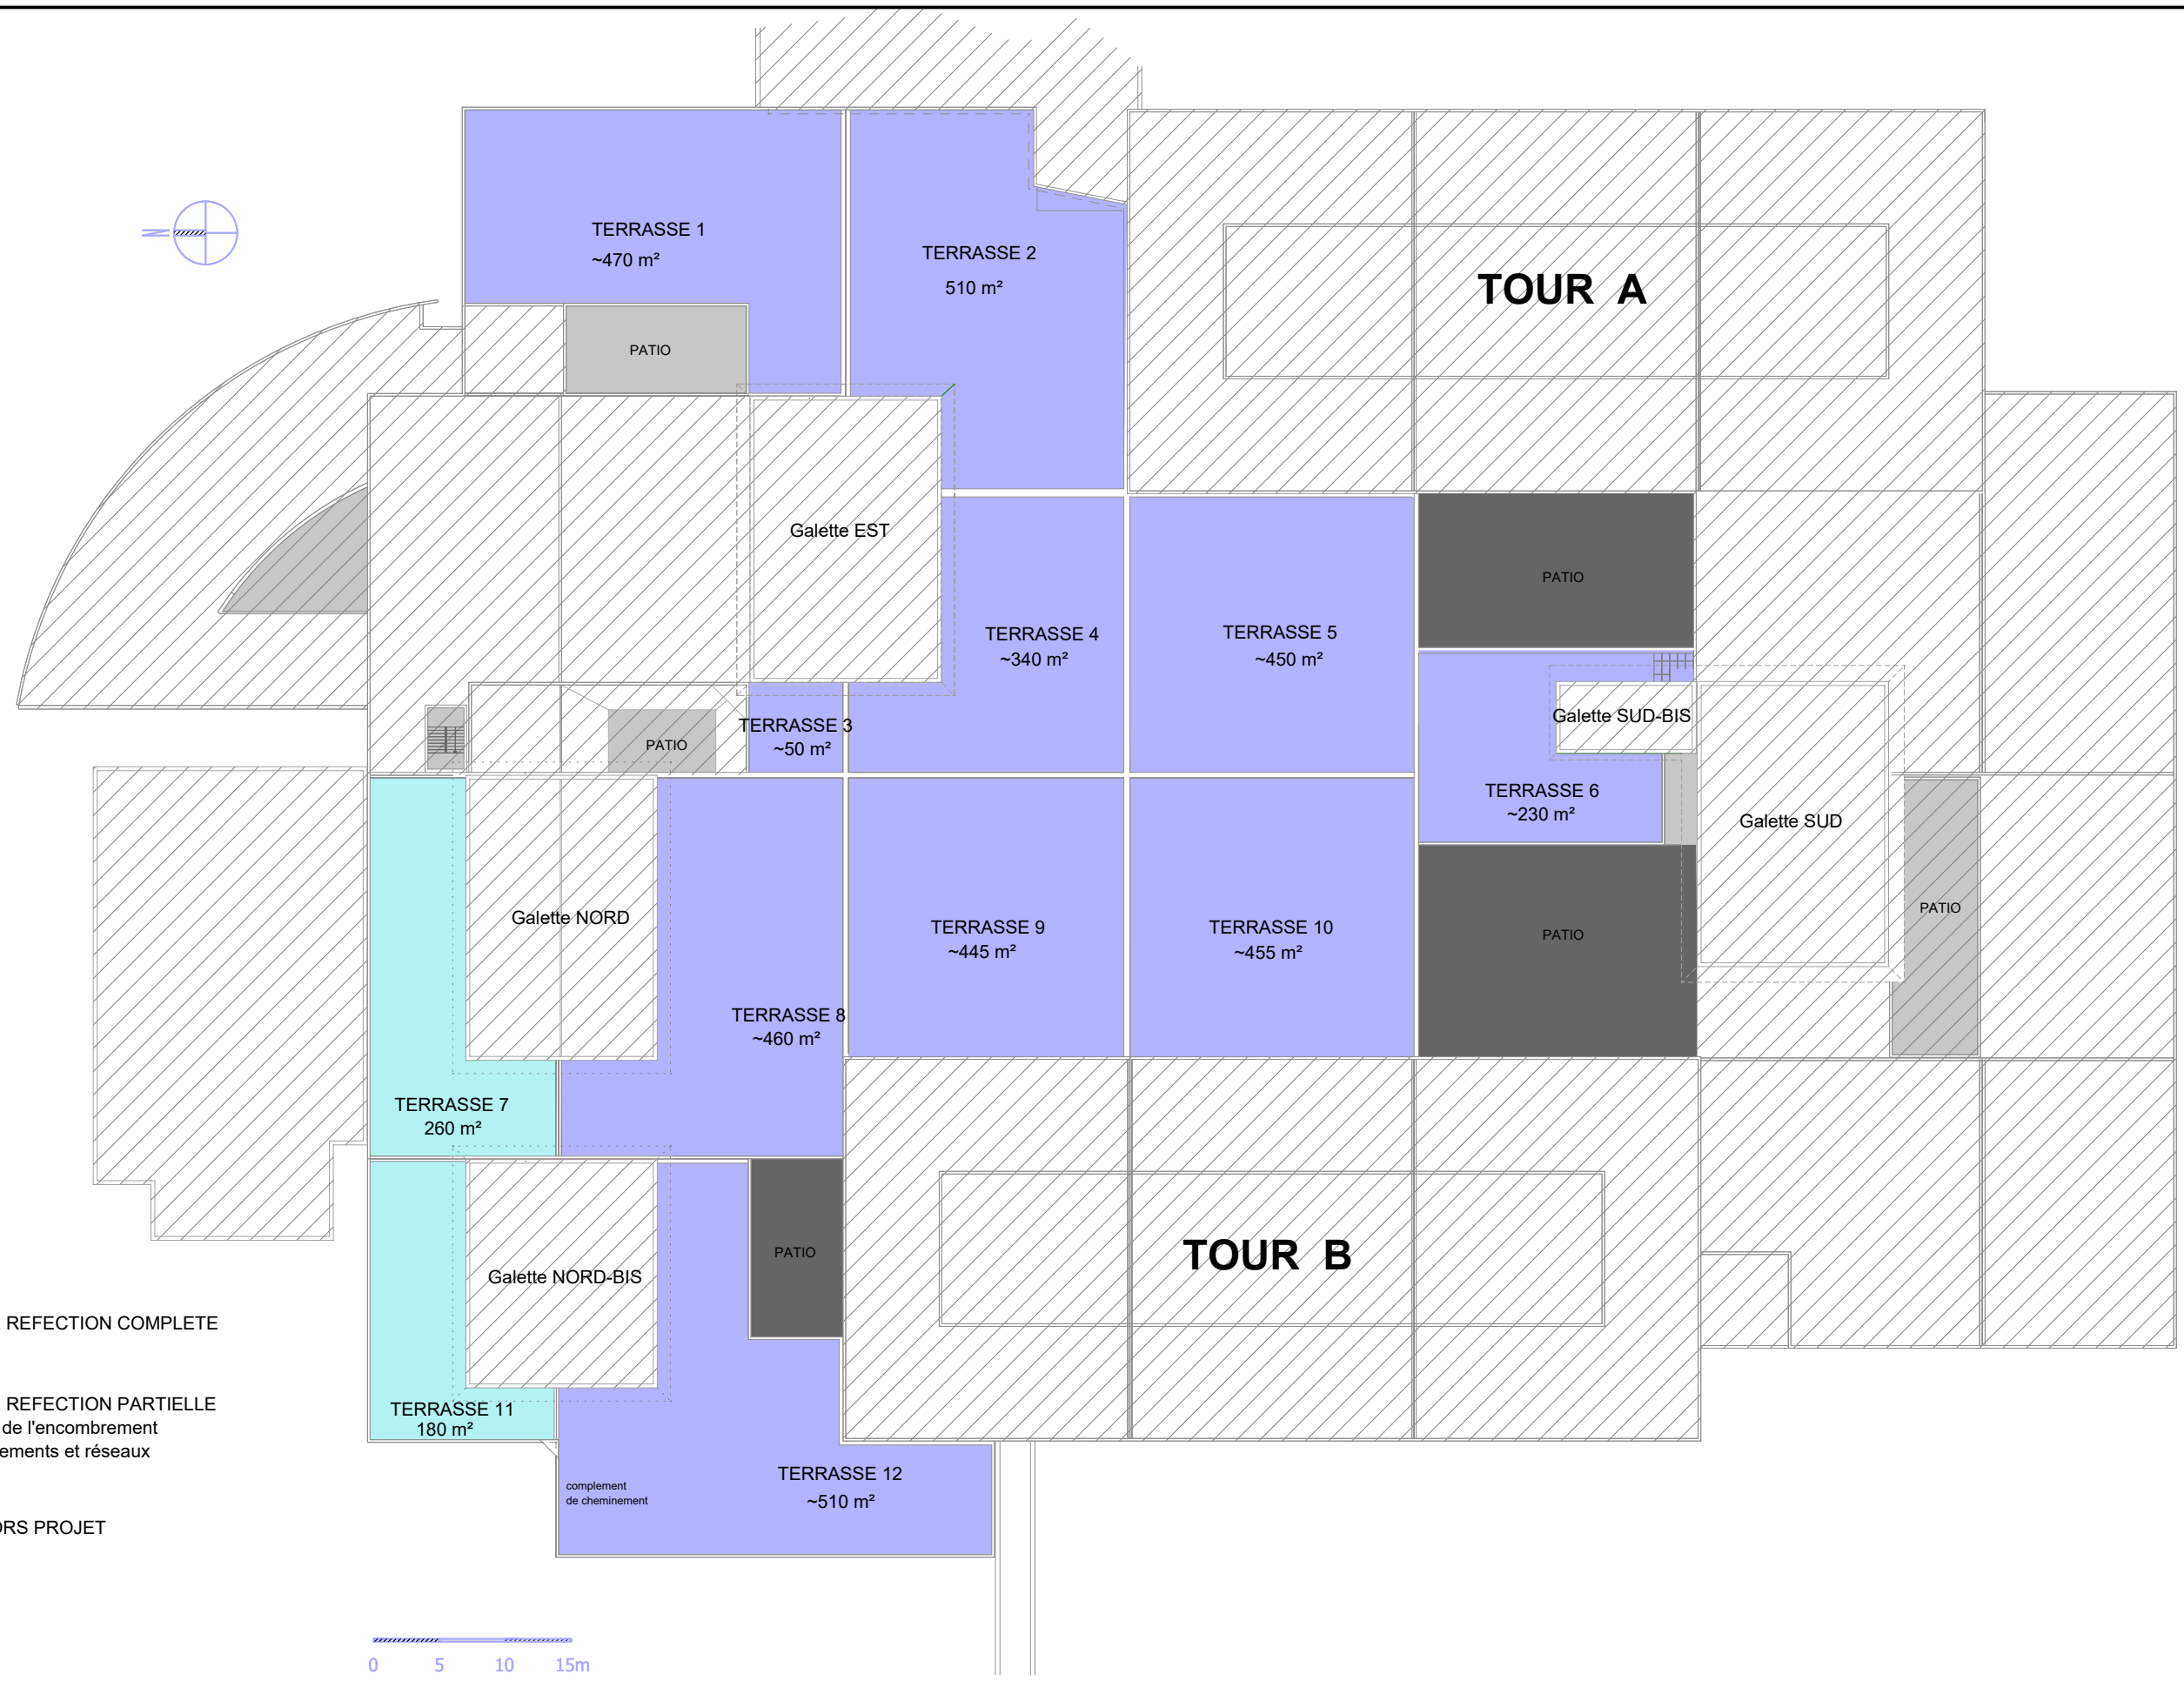 TERRASSE 1
~470 m²
TERRASSE 2
510 m²
N
TOUR A
PATIO
Galette EST
PATIO
TERRASSE 4
~340 m²
TERRASSE 5
~450 m²
TERRASSE 3
~50 m²
PATIO
Galette SUD-BIS
TERRASSE 6
~230 m²
Galette SUD
PATIO
Galette NORD
TERRASSE 9
~445 m²
TERRASSE 10
~455 m²
PATIO
TERRASSE 8
~460 m²
TERRASSE 7
260 m²
PATIO
TOUR B
Galette NORD-BIS
REFECTION COMPLETE
REFECTION PARTIELLE
de l'encombrement
ements et réseaux
TERRASSE 11
180 m²
TERRASSE 12
~510 m²
complement
de cheminement
ORS PROJET
0 5 10 15m